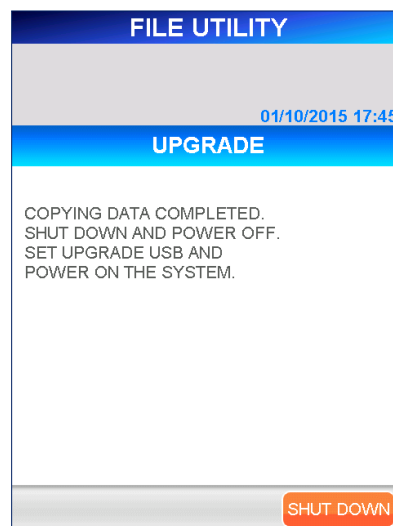 FILE UTILITY
01/10/2015 17:45
UPGRADE
COPYING DATA COMPLETED.
SHUT DOWN AND POWER OFF.
SET UPGRADE USB AND
POWER ON THE SYSTEM.
SHUT DOWN